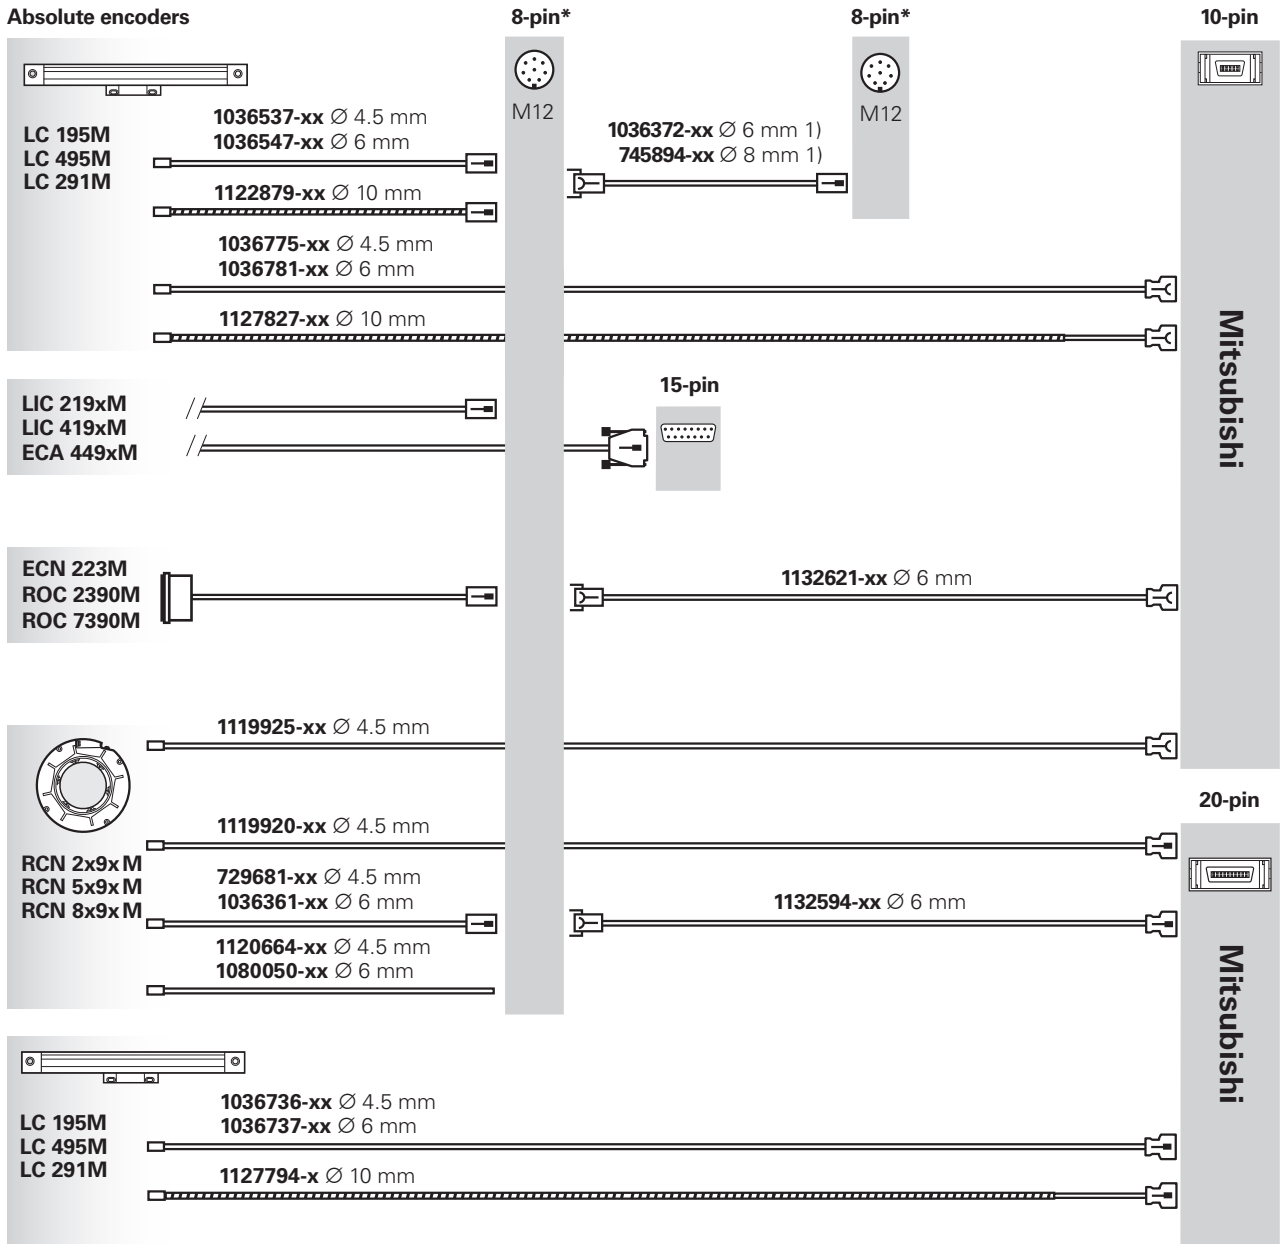 Absolute encoders
8-pin*
8-pin*
10-pin
M12
M12
LC 195M
LC 495M
LC 291M
1036537-xx Ø 4.5 mm
1036547-xx Ø 6 mm
1036372-xx Ø 6 mm 1)
745894-xx Ø 8 mm 1)
1122879-xx Ø 10 mm
1036775-xx Ø 4.5 mm
1036781-xx Ø 6 mm
1127827-xx Ø 10 mm
Mitsubishi
15-pin
LIC 219xM
LIC 419xM
ECA 449xM
ECN 223M
ROC 2390M
ROC 7390M
1132621-xx Ø 6 mm
1119925-xx Ø 4.5 mm
20-pin
1119920-xx Ø 4.5 mm
RCN 2x9x M
RCN 5x9x M
RCN 8x9x M
729681-xx Ø 4.5 mm
1036361-xx Ø 6 mm
1132594-xx Ø 6 mm
1120664-xx Ø 4.5 mm
1080050-xx Ø 6 mm
Mitsubishi
LC 195M
LC 495M
LC 291M
1036736-xx Ø 4.5 mm
1036737-xx Ø 6 mm
1127794-x Ø 10 mm